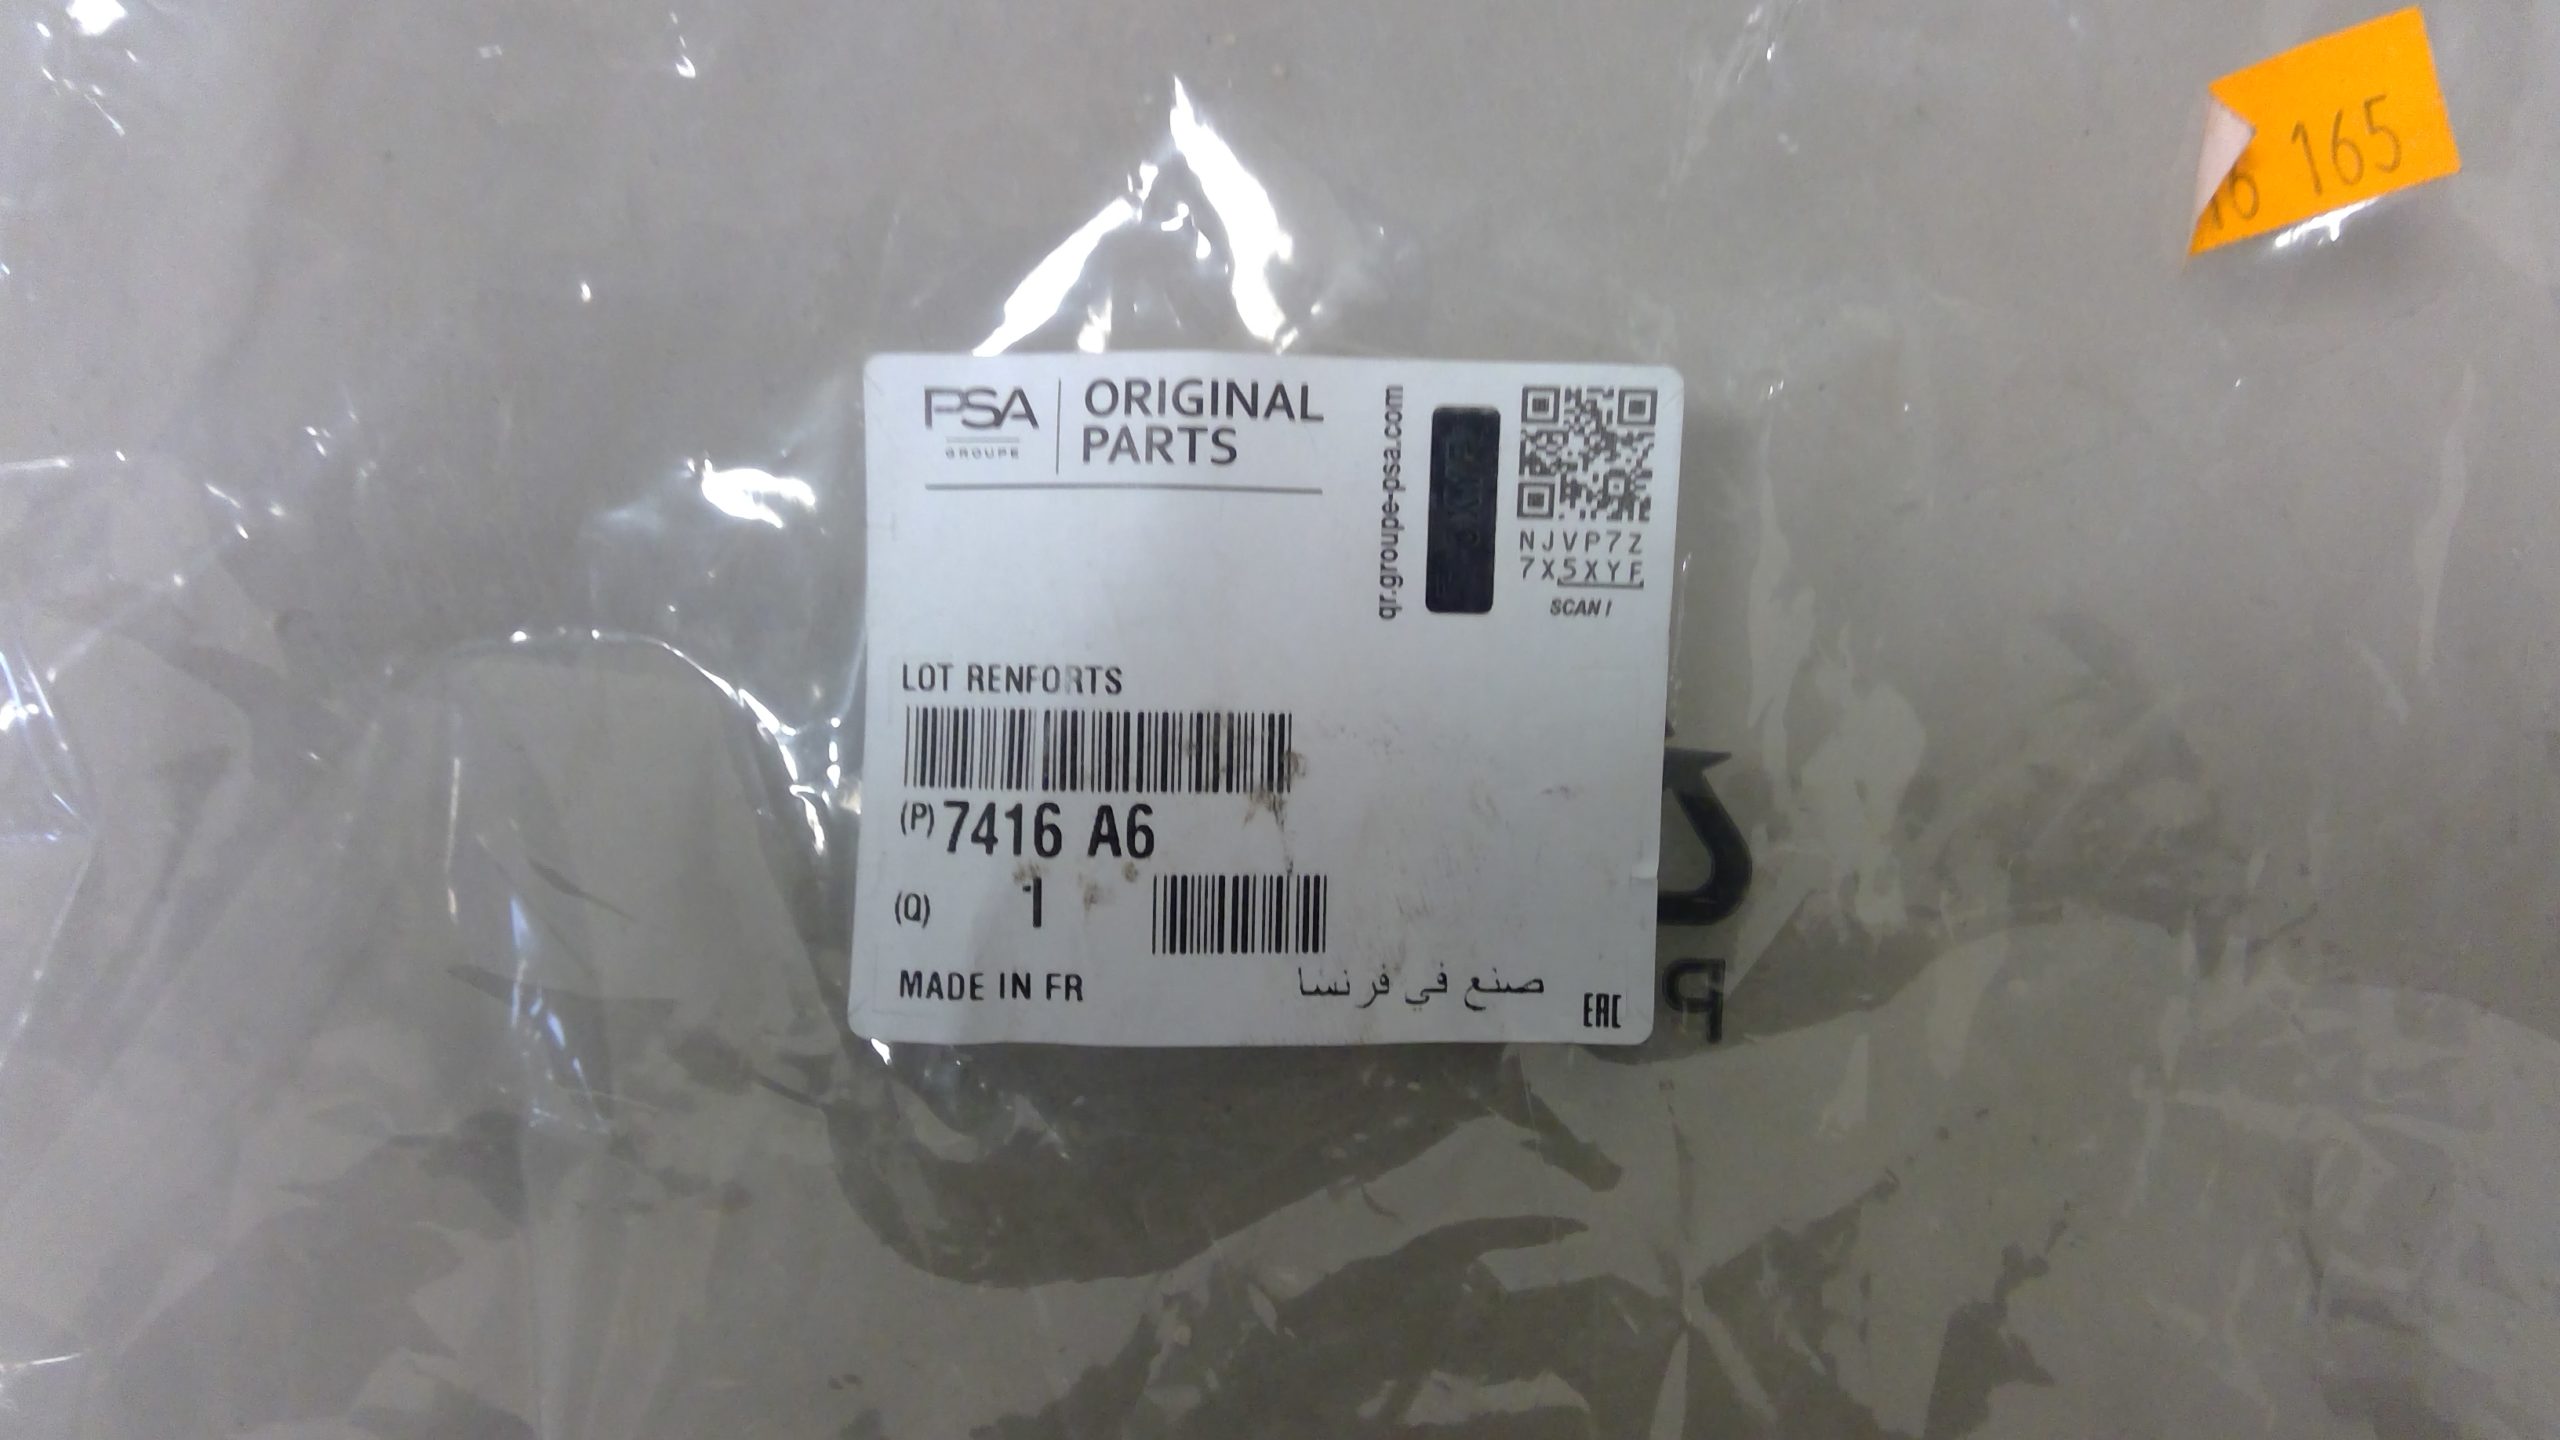 165
PSA
GROUPE
ORIGINAL
PARTS
qr.groupe-psa.com
NJVP7Z
7X5XYF
SCAN!
LOT RENFORTS
(P) 7416 A6
(Q) 1
MADE IN FR
صنع في فرنسا
EAC